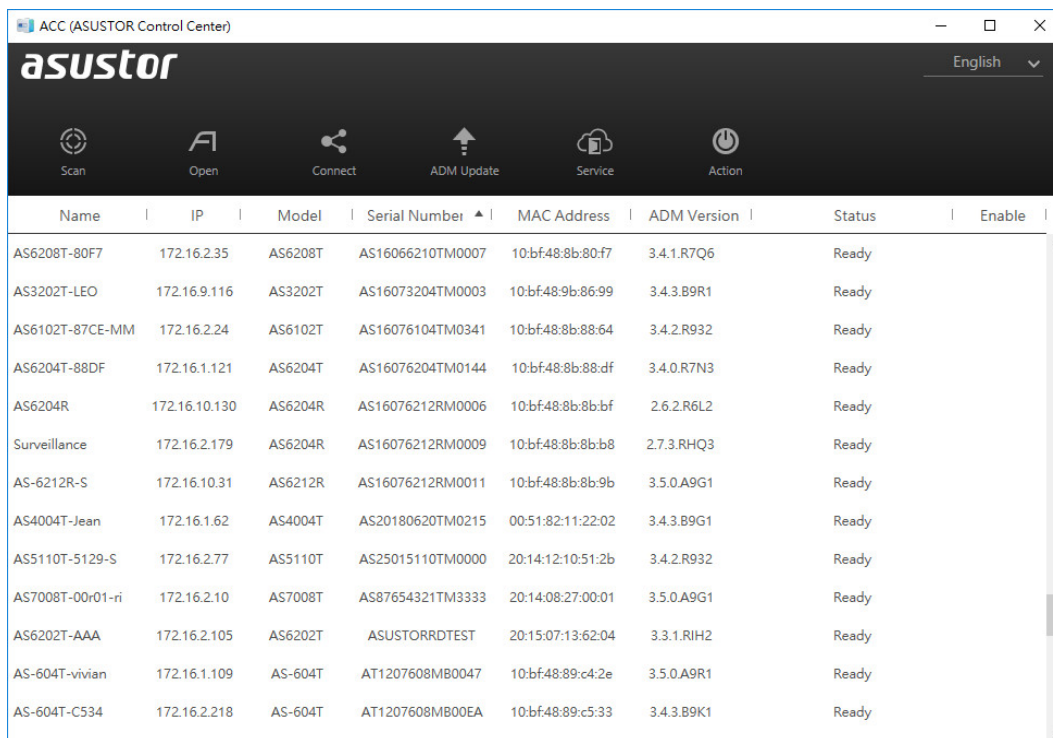 ACC (ASUSTOR Control Center)
asustor
English
Scan Open Connect ADM Update Service Action
Name IP Model Serial Number MAC Address ADM Version Status Enable
AS6208T-80F7 172.16.2.35 AS6208T AS16066210TM0007 10:bf:48:8b:80:f7 3.4.1.R7Q6 Ready
AS3202T-LEO 172.16.9.116 AS3202T AS16073204TM0003 10:bf:48:9b:86:99 3.4.3.B9R1 Ready
AS6102T-87CE-MM 172.16.2.24 AS6102T AS16076104TM0341 10:bf:48:8b:88:64 3.4.2.R932 Ready
AS6204T-88DF 172.16.1.121 AS6204T AS16076204TM0144 10:bf:48:8b:88:df 3.4.0.R7N3 Ready
AS6204R 172.16.10.130 AS6204R AS16076212RM0006 10:bf:48:8b:8b:bf 2.6.2.R6L2 Ready
Surveillance 172.16.2.179 AS6204R AS16076212RM0009 10:bf:48:8b:8b:b8 2.7.3.RHQ3 Ready
AS-6212R-S 172.16.10.31 AS6212R AS16076212RM0011 10:bf:48:8b:8b:9b 3.5.0.A9G1 Ready
AS4004T-Jean 172.16.1.62 AS4004T AS20180620TM0215 00:51:82:11:22:02 3.4.3.B9G1 Ready
AS5110T-5129-S 172.16.2.77 AS5110T AS25015110TM0000 20:14:12:10:51:2b 3.4.2.R932 Ready
AS7008T-00r01-ri 172.16.2.10 AS7008T AS87654321TM3333 20:14:08:27:00:01 3.5.0.A9G1 Ready
AS6202T-AAA 172.16.2.105 AS6202T ASUSTORRDTEST 20:15:07:13:62:04 3.3.1.RIH2 Ready
AS-604T-vivian 172.16.1.109 AS-604T AT1207608MB0047 10:bf:48:89:c4:2e 3.5.0.A9R1 Ready
AS-604T-C534 172.16.2.218 AS-604T AT1207608MB00EA 10:bf:48:89:c5:33 3.4.3.B9K1 Ready